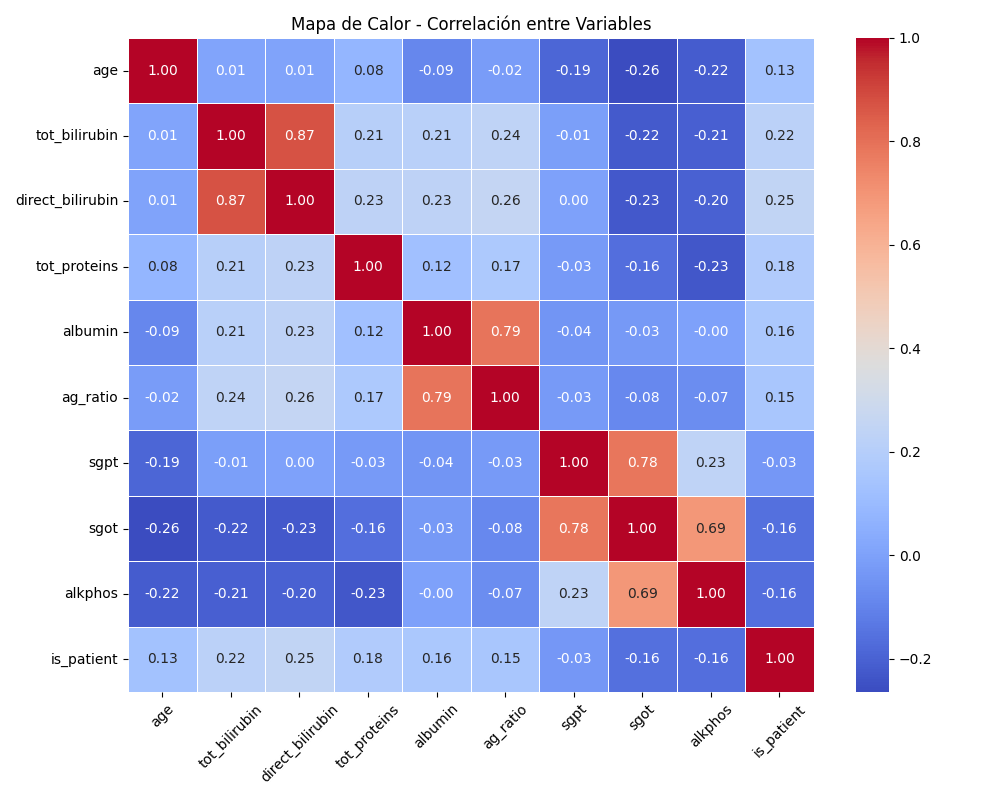 Mapa de Calor - Correlación entre Variables
age 1.00 0.01 0.01 0.08 -0.09 -0.02 -0.19 -0.26 -0.22 0.13
tot_bilirubin 0.01 1.00 0.87 0.21 0.21 0.24 -0.01 -0.22 -0.21 0.22
direct_bilirubin 0.01 0.87 1.00 0.23 0.23 0.26 0.00 -0.23 -0.20 0.25
tot_proteins 0.08 0.21 0.23 1.00 0.12 0.17 -0.03 -0.16 -0.23 0.18
albumin -0.09 0.21 0.23 0.12 1.00 0.79 -0.04 -0.03 -0.00 0.16
ag_ratio -0.02 0.24 0.26 0.17 0.79 1.00 -0.03 -0.08 -0.07 0.15
sgpt -0.19 -0.01 0.00 -0.03 -0.04 -0.03 1.00 0.78 0.23 -0.03
sgot -0.26 -0.22 -0.23 -0.16 -0.03 -0.08 0.78 1.00 0.69 -0.16
alkphos -0.22 -0.21 -0.20 -0.23 -0.00 -0.07 0.23 0.69 1.00 -0.16
is_patient 0.13 0.22 0.25 0.18 0.16 0.15 -0.03 -0.16 -0.16 1.00
age tot_bilirubin direct_bilirubin tot_proteins albumin ag_ratio sgpt sgot alkphos is_patient
1.0
0.8
0.6
0.4
0.2
0.0
−0.2